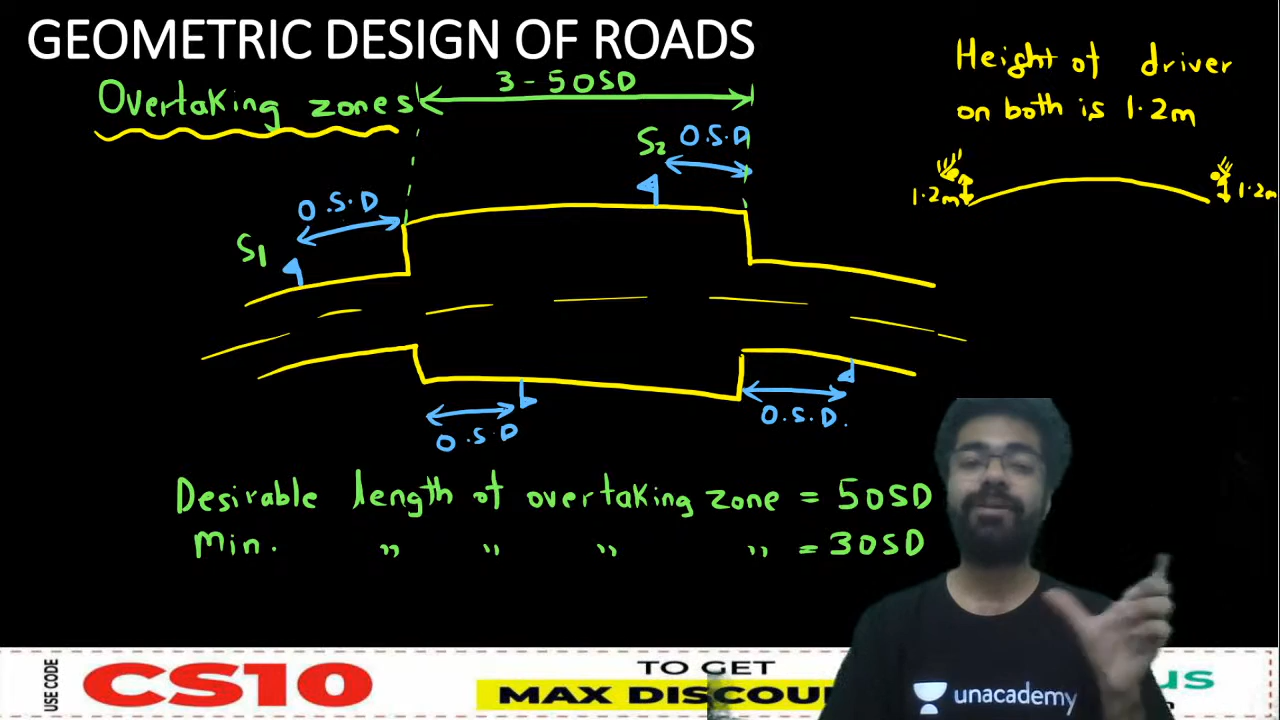 GEOMETRIC DESIGN OF ROADS
Overtaking zones
3-5OSD
Height of driver
on both is 1.2m
1.2m
1.2m
S2 O.S.D
O.S.D
S1
O.S.D
O.S.D.
Desirable length of overtaking zone = 5OSD
Min. " " " " = 3OSD
USE CODE
CS10
TO GET
MAX DISCOU
us
unacademy